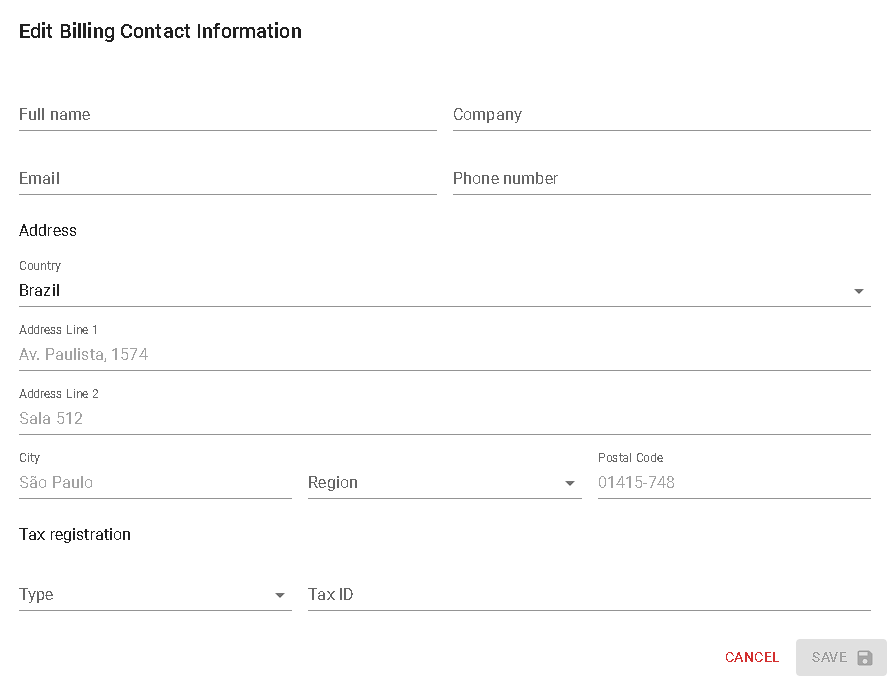 Edit Billing Contact Information
Full name
Company
Email
Phone number
Address
Country
Brazil
Address Line 1
Av. Paulista, 1574
Address Line 2
Sala 512
City
São Paulo
Region
Postal Code
01415-748
Tax registration
Type
Tax ID
CANCEL
SAVE